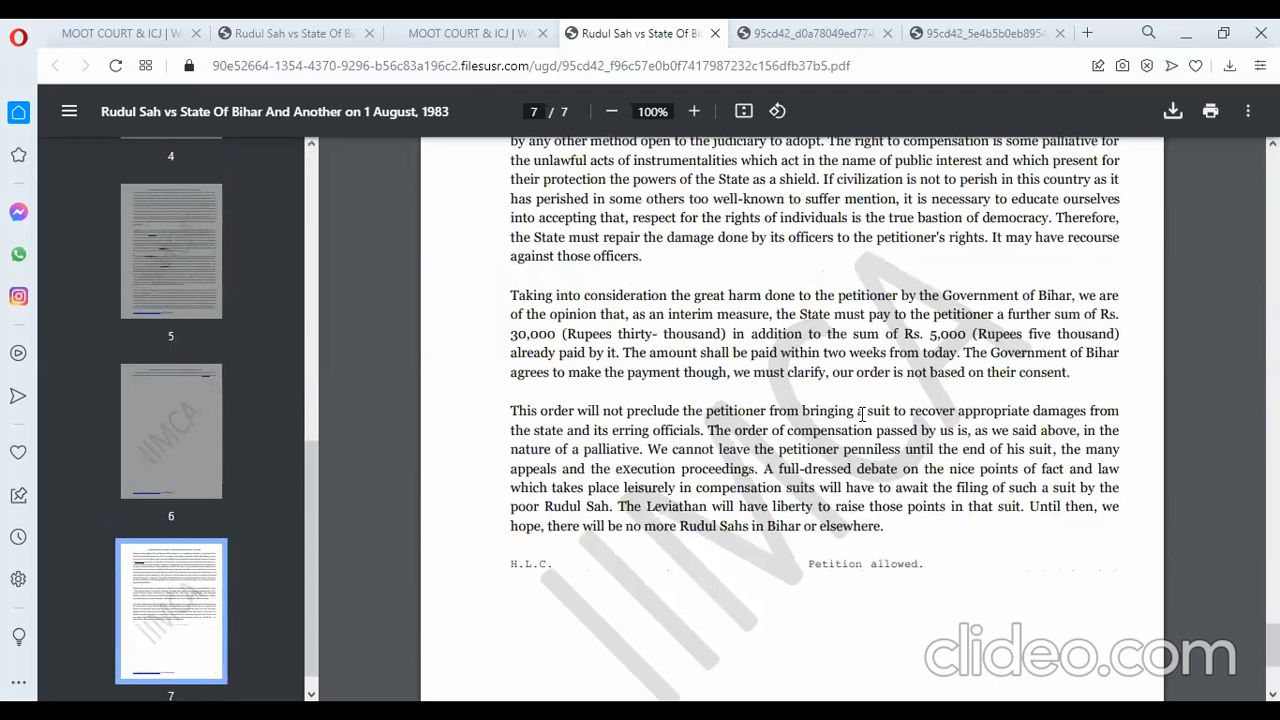 MOOT COURT & ICJ | W
Rudul Sah vs State Of Bi
MOOT COURT & ICJ | W
Rudul Sah vs State Of B
95cd42_d0a78049ed774
95cd42_5e4b5b0eb8954
90e52664-1354-4370-9296-b56c83a196c2.filesusr.com/ugd/95cd42_f96c57e0b0f7417987232c156dfb37b5.pdf
Rudul Sah vs State Of Bihar And Another on 1 August, 1983
7 / 7
100%
4
5
6
7
by any other method open to the judiciary to adopt. The right to compensation is some palliative for
the unlawful acts of instrumentalities which act in the name of public interest and which present for
their protection the powers of the State as a shield. If civilization is not to perish in this country as it
has perished in some others too well-known to suffer mention, it is necessary to educate ourselves
into accepting that, respect for the rights of individuals is the true bastion of democracy. Therefore,
the State must repair the damage done by its officers to the petitioner's rights. It may have recourse
against those officers.
Taking into consideration the great harm done to the petitioner by the Government of Bihar, we are
of the opinion that, as an interim measure, the State must pay to the petitioner a further sum of Rs.
30,000 (Rupees thirty- thousand) in addition to the sum of Rs. 5,000 (Rupees five thousand)
already paid by it. The amount shall be paid within two weeks from today. The Government of Bihar
agrees to make the payment though, we must clarify, our order is not based on their consent.
This order will not preclude the petitioner from bringing a suit to recover appropriate damages from
the state and its erring officials. The order of compensation passed by us is, as we said above, in the
nature of a palliative. We cannot leave the petitioner penniless until the end of his suit, the many
appeals and the execution proceedings. A full-dressed debate on the nice points of fact and law
which takes place leisurely in compensation suits will have to await the filing of such a suit by the
poor Rudul Sah. The Leviathan will have liberty to raise those points in that suit. Until then, we
hope, there will be no more Rudul Sahs in Bihar or elsewhere.
H.L.C. Petition allowed.
IIMCA
clideo.com